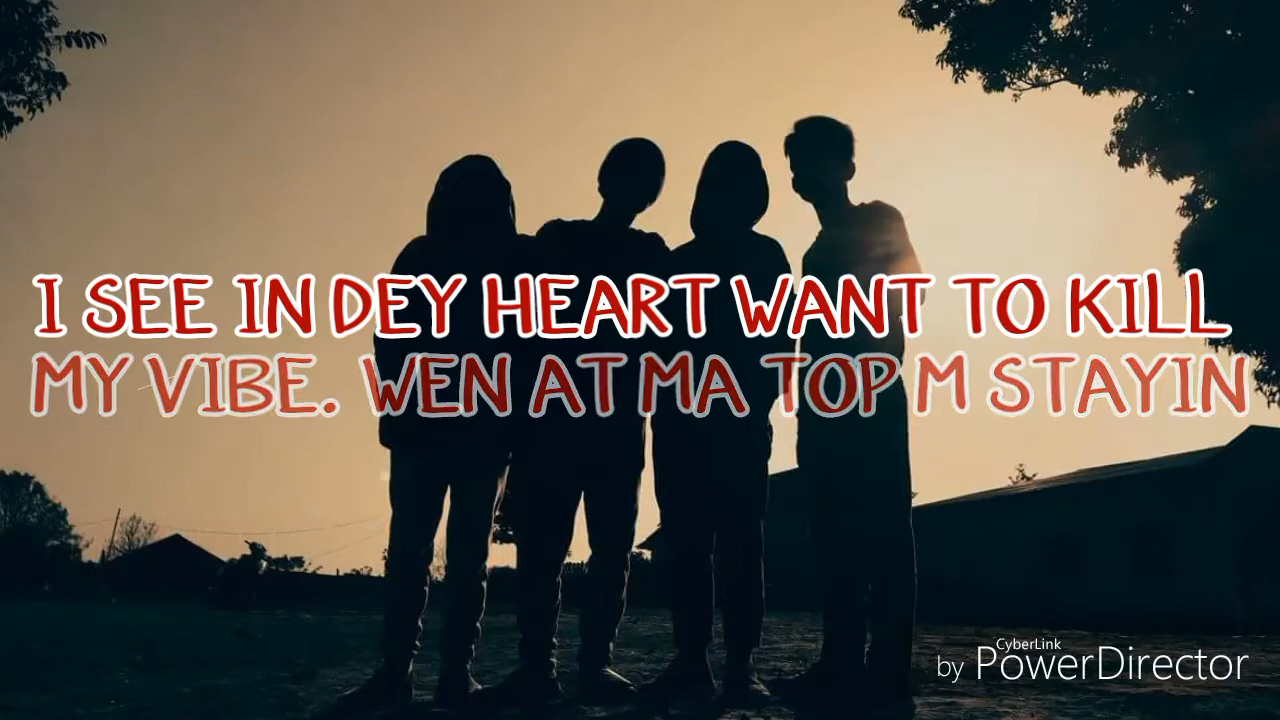 I SEE IN DEY HEART WANT TO KILL
MY VIBE. WEN AT MA TOP M STAYIN
CyberLink
by PowerDirector